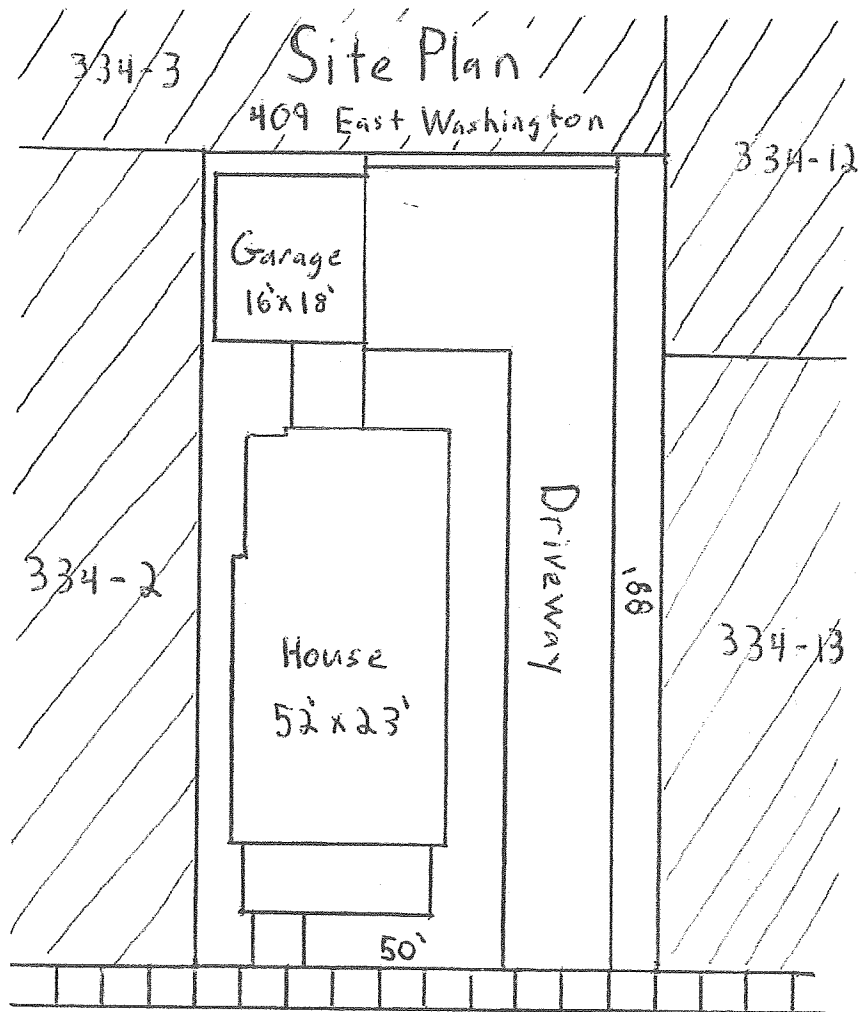 334-3
Site Plan
409 East Washington
334-12
Garage
16'x18'
Driveway
334-2
88'
House
52'x23'
334-13
50'